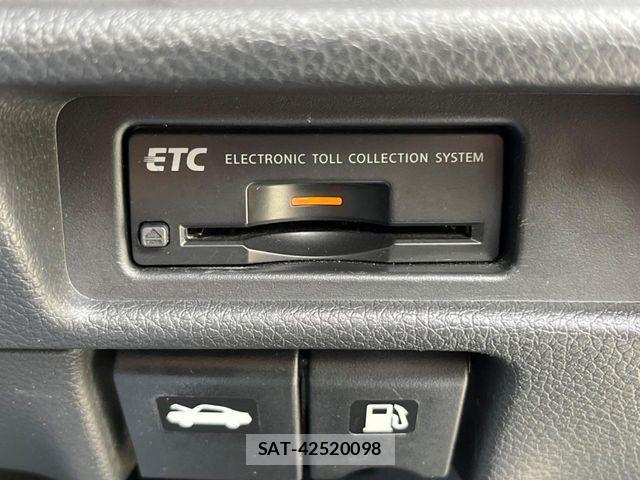 ETC ELECTRONIC TOLL COLLECTION SYSTEM
SAT-42520098